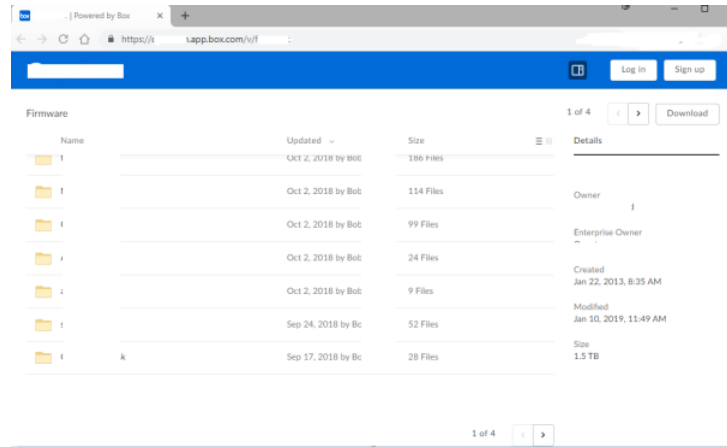 box
. | Powered by Box
https://
.app.box.com/v/f
Log in
Sign up
Firmware
1 of 4
Download
Name
Updated
Size
Details
Oct 2, 2018 by Bob
186 Files
Oct 2, 2018 by Bob
114 Files
Owner
Oct 2, 2018 by Bob
99 Files
Enterprise Owner
Oct 2, 2018 by Bob
24 Files
Created
Jan 22, 2013, 8:35 AM
Oct 2, 2018 by Bob
9 Files
Modified
Jan 10, 2019, 11:49 AM
Sep 24, 2018 by Bo
52 Files
Size
1.5 TB
k
Sep 17, 2018 by Bo
28 Files
1 of 4